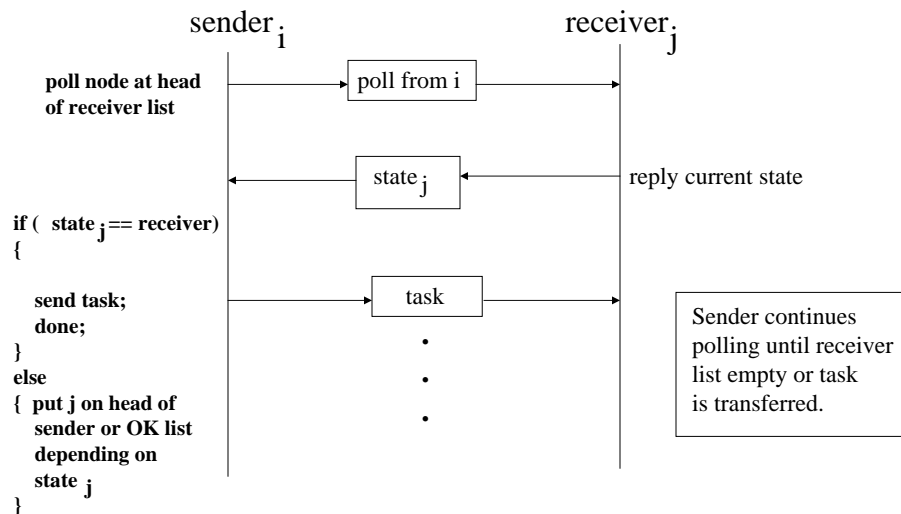 sender i
receiver j
poll node at head
of receiver list
poll from i
state j
reply current state
if ( state j == receiver)
{
send task;
done;
}
else
{ put j on head of
sender or OK list
depending on
state j
}
task
Sender continues
polling until receiver
list empty or task
is transferred.